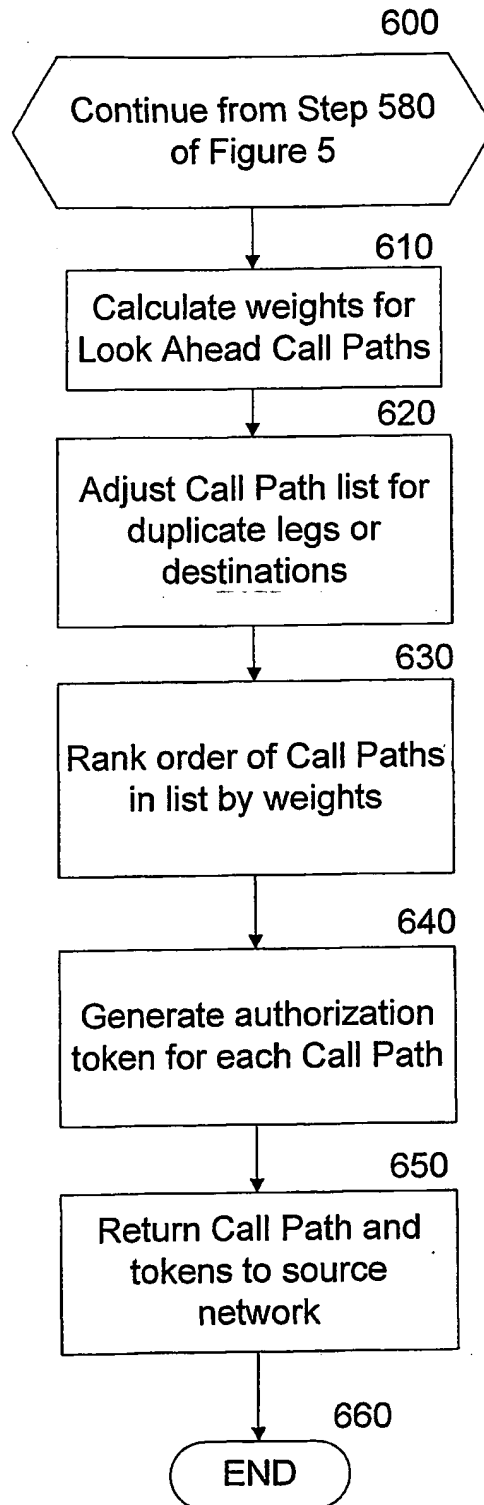 600
Continue from Step 580
of Figure 5
610
Calculate weights for
Look Ahead Call Paths
620
Adjust Call Path list for
duplicate legs or
destinations
630
Rank order of Call Paths
in list by weights
640
Generate authorization
token for each Call Path
650
Return Call Path and
tokens to source
network
660
END